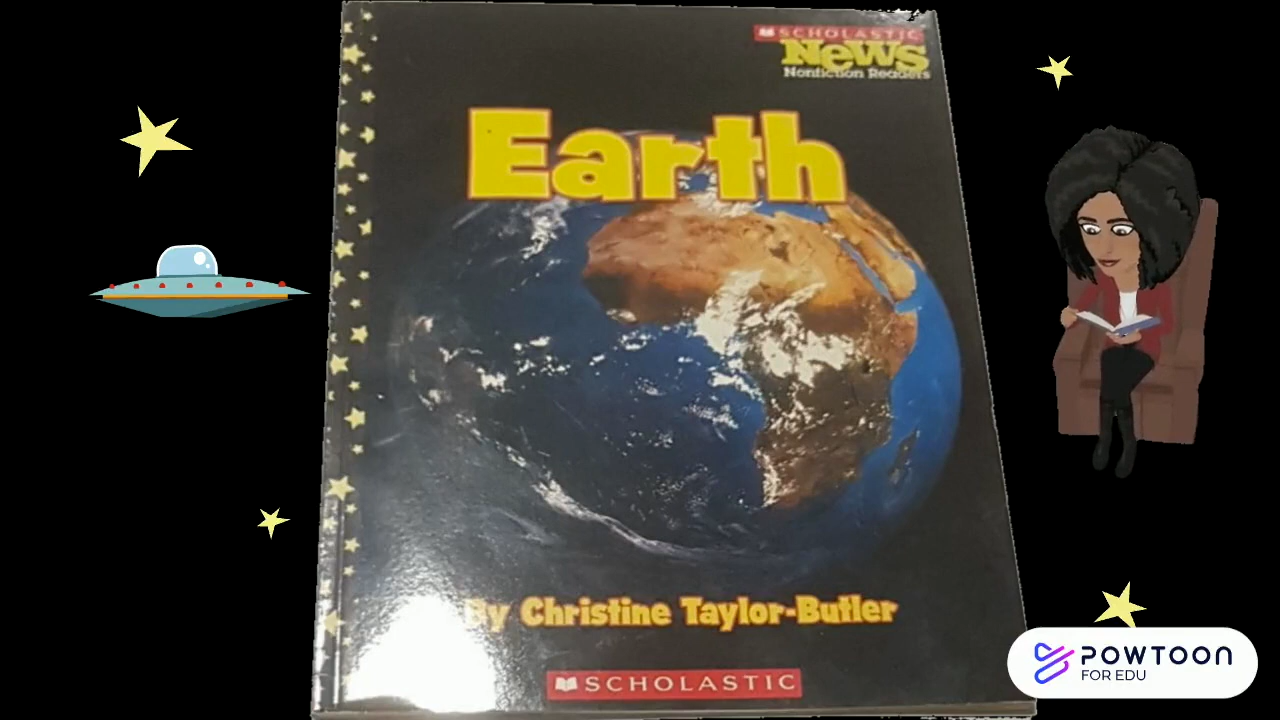 SCHOLASTIC
News
Nonfiction Readers
Earth
By Christine Taylor-Butler
SCHOLASTIC
POWTOON
FOR EDU